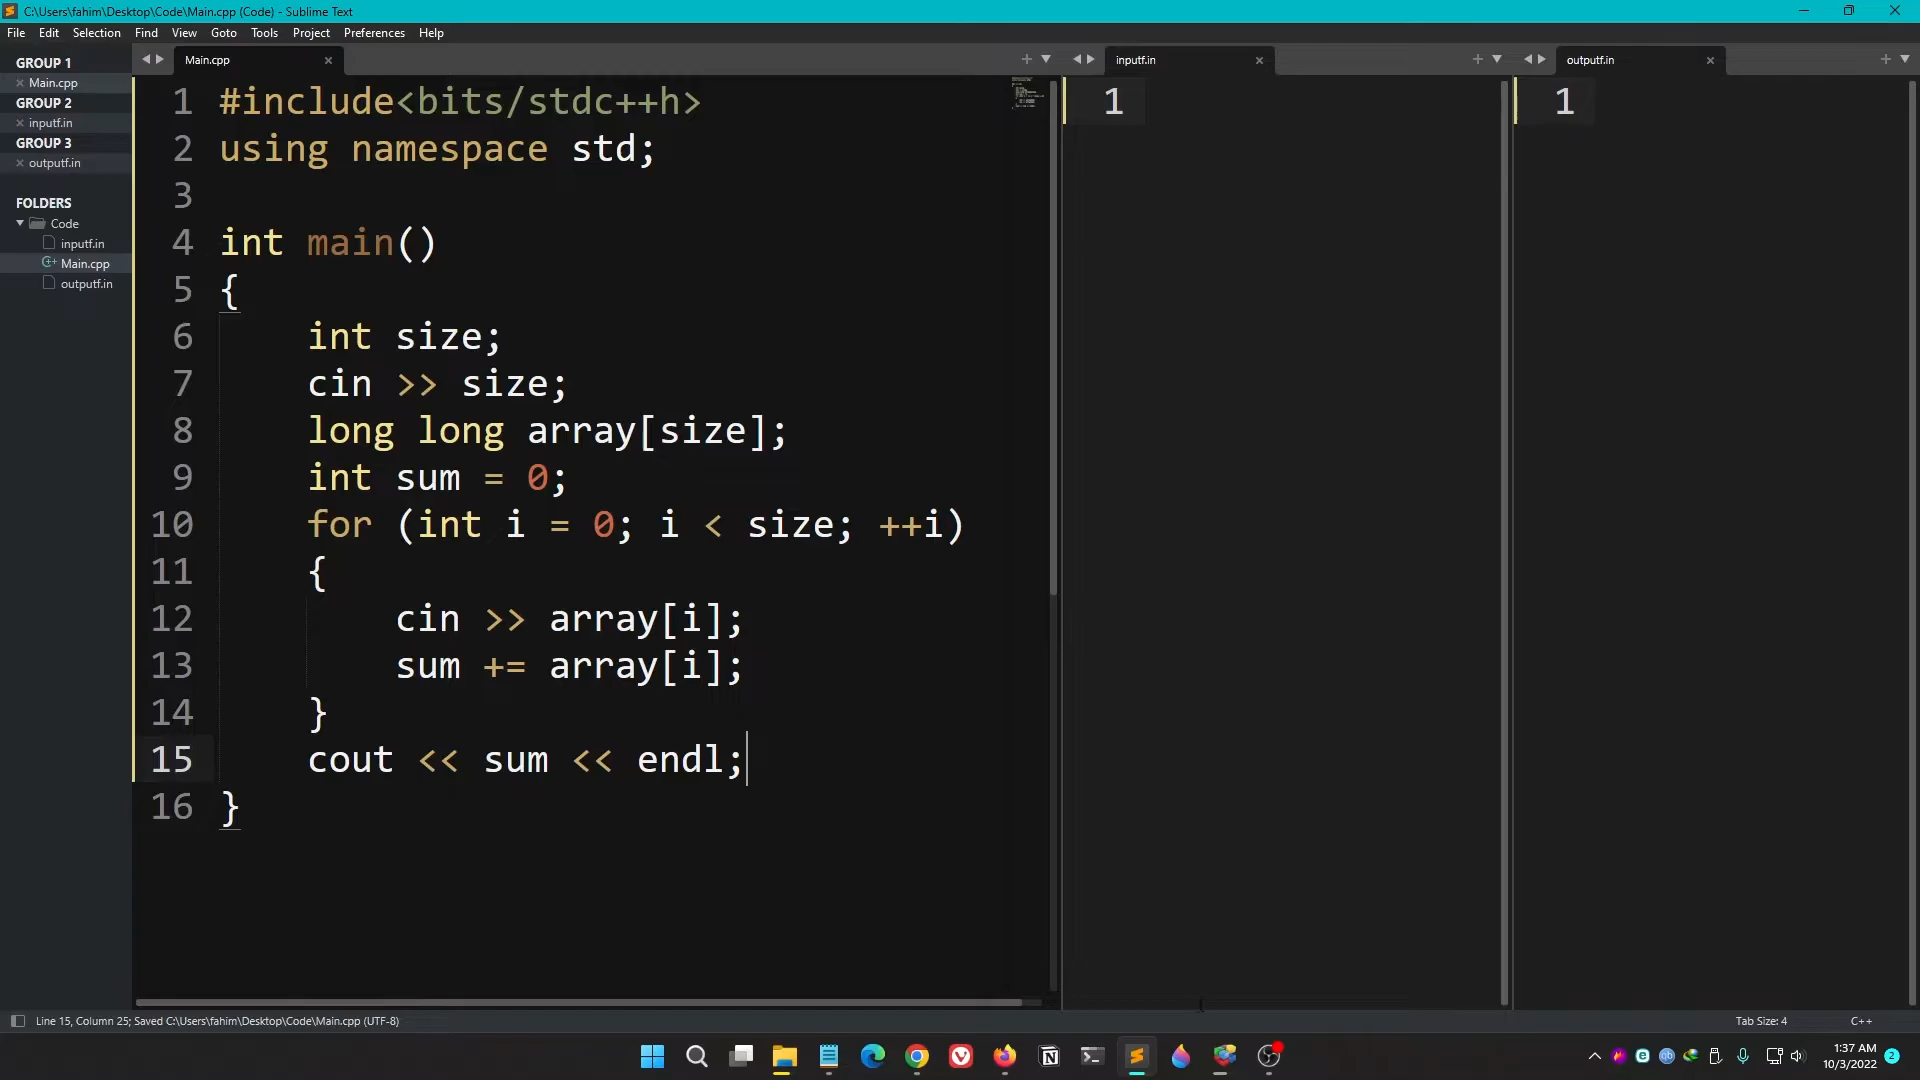 C:\Users\fahim\Desktop\Code\Main.cpp (Code) - Sublime Text
File Edit Selection Find View Goto Tools Project Preferences Help
GROUP 1
Main.cpp
GROUP 2
inputf.in
GROUP 3
outputf.in
FOLDERS
Code
inputf.in
Main.cpp
outputf.in
Main.cpp
1 #include<bits/stdc++h>
2 using namespace std;
3
4 int main()
5 {
6 int size;
7 cin >> size;
8 long long array[size];
9 int sum = 0;
10 for (int i = 0; i < size; ++i)
11 {
12 cin >> array[i];
13 sum += array[i];
14 }
15 cout << sum << endl;
16 }
inputf.in
1
outputf.in
1
Line 15, Column 25; Saved C:\Users\fahim\Desktop\Code\Main.cpp (UTF-8)
Tab Size: 4
C++
1:37 AM
10/3/2022
2